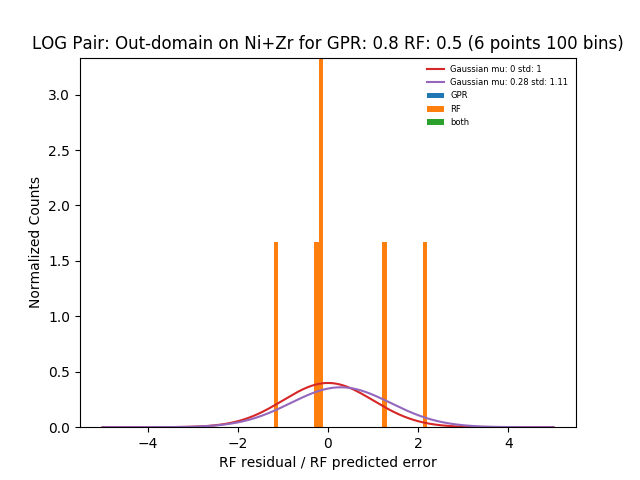 LOG Pair: Out-domain on Ni+Zr for GPR: 0.8 RF: 0.5 (6 points 100 bins)
Gaussian mu: 0 std: 1
Gaussian mu: 0.28 std: 1.11
GPR
RF
both
Normalized Counts
3.0
2.5
2.0
1.5
1.0
0.5
0.0
−4
−2
0
2
4
RF residual / RF predicted error